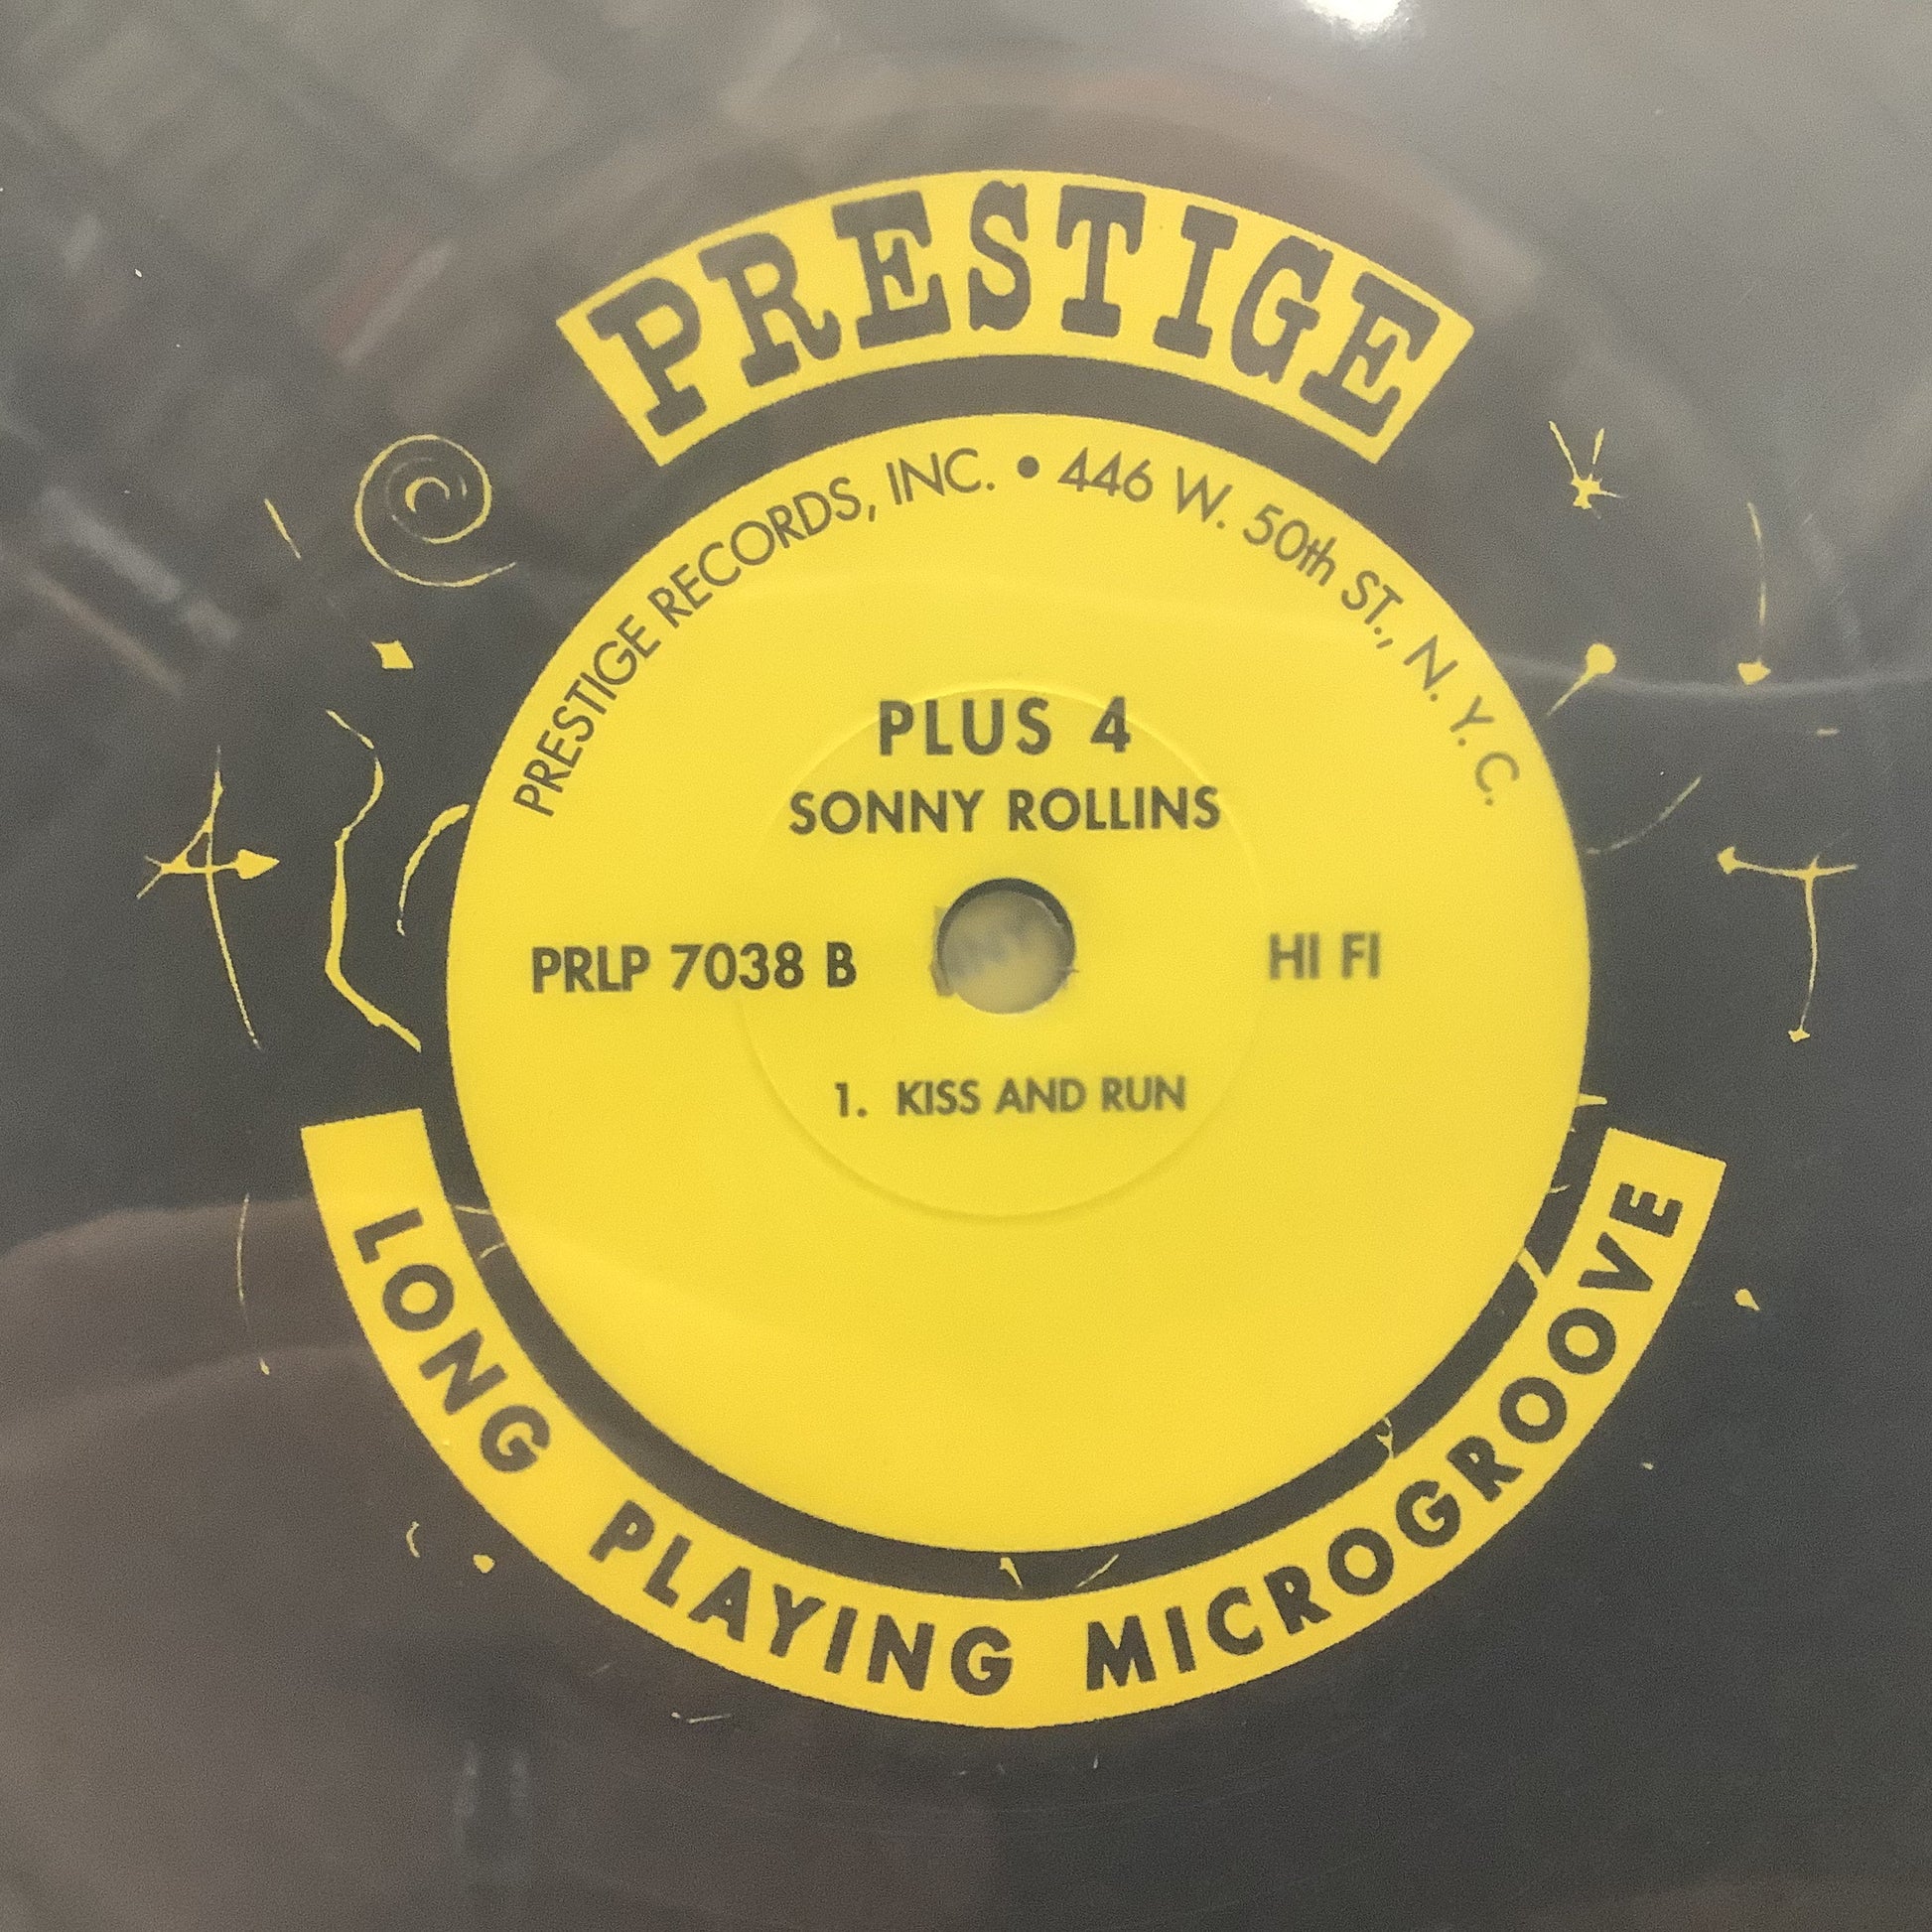 PRESTIGE
PRESTIGE RECORDS, INC. • 446 W. 50th ST., N. Y. C.
PLUS 4
SONNY ROLLINS
PRLP 7038 B
HI FI
1. KISS AND RUN
LONG PLAYING MICROGROOVE